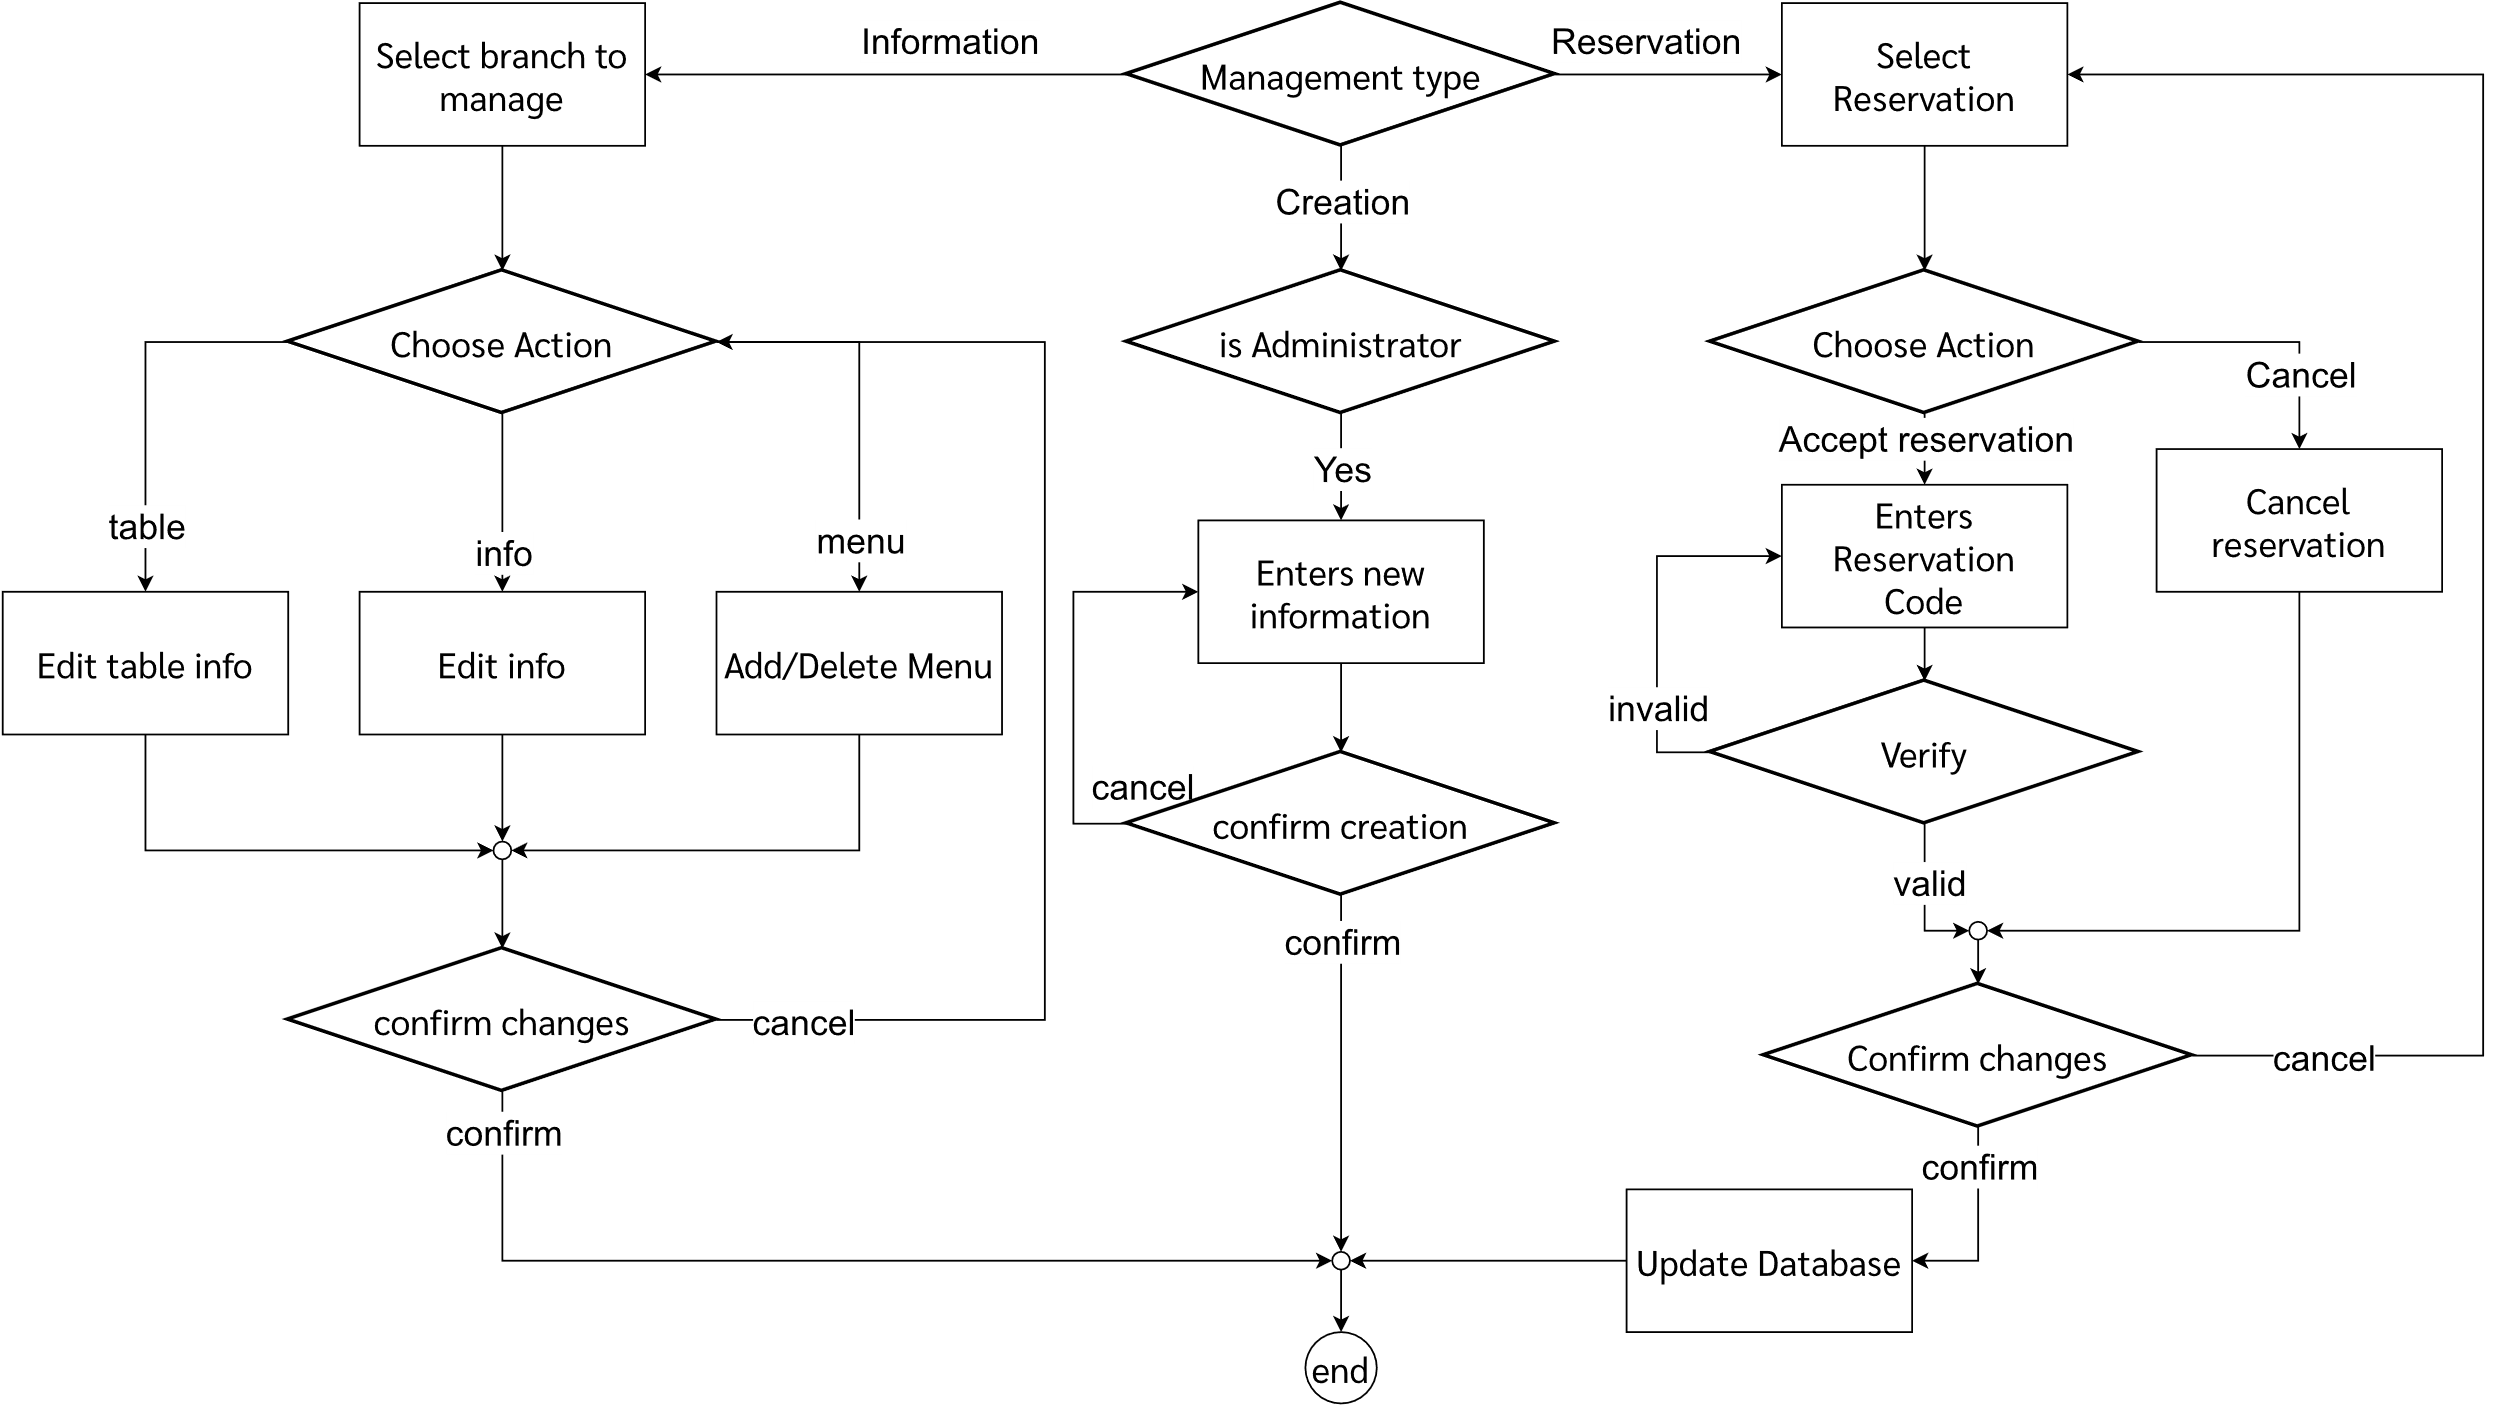 Select branch to
manage
Information
Management type
Reservation
Select
Reservation
Creation
Choose Action
is Administrator
Choose Action
Cancel
Accept reservation
Yes
table
info
menu
Enters new
information
Enters
Reservation
Code
Cancel
reservation
Edit table info
Edit info
Add/Delete Menu
invalid
Verify
cancel
confirm creation
valid
confirm
confirm changes
cancel
Confirm changes
cancel
confirm
confirm
Update Database
end